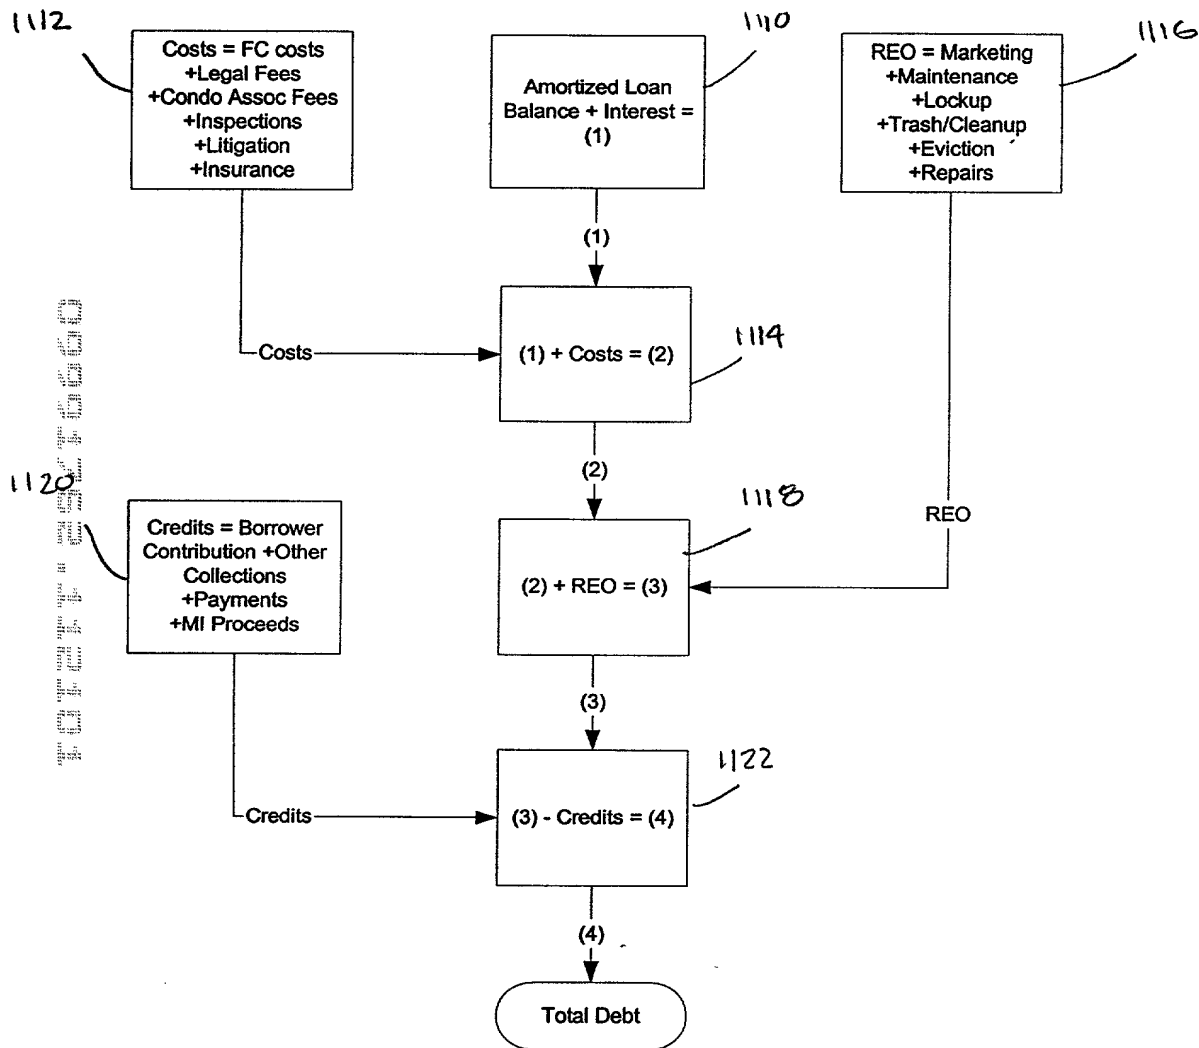 1112
Costs = FC costs
+Legal Fees
+Condo Assoc Fees
+Inspections
+Litigation
+Insurance
1110
Amortized Loan
Balance + Interest =
(1)
1116
REO = Marketing
+Maintenance
+Lockup
+Trash/Cleanup
+Eviction
+Repairs
(1)
Costs
(1) + Costs = (2)
1114
(2)
1120
Credits = Borrower
Contribution +Other
Collections
+Payments
+MI Proceeds
1118
(2) + REO = (3)
REO
(3)
1122
Credits
(3) - Credits = (4)
(4)
Total Debt